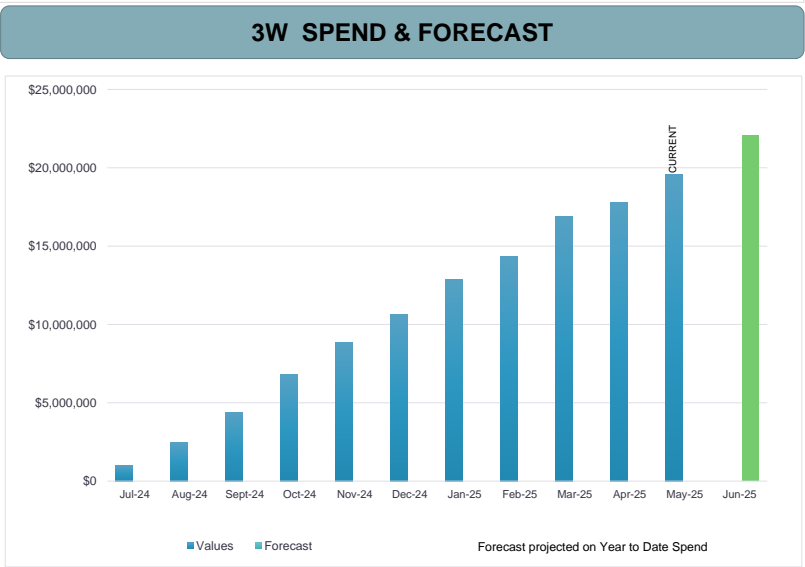 3W  SPEND & FORECAST
$25,000,000
$20,000,000
$15,000,000
$10,000,000
$5,000,000
$0
CURRENT
Jul-24 Aug-24 Sept-24 Oct-24 Nov-24 Dec-24 Jan-25 Feb-25 Mar-25 Apr-25 May-25 Jun-25
Values Forecast Forecast projected on Year to Date Spend